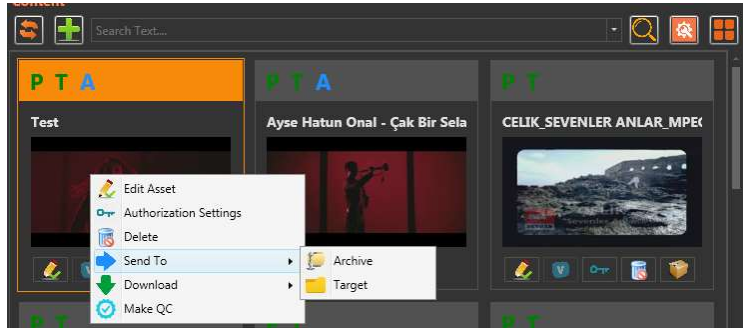 Content
Search Text...
P T A
P T A
P T
Test
Ayse Hatun Onal - Çak Bir Sela
CELIK_SEVENLER ANLAR_MPEG
Edit Asset
Authorization Settings
Delete
Send To
Archive
Download
Target
Make QC
V
V
P T
P T
P T